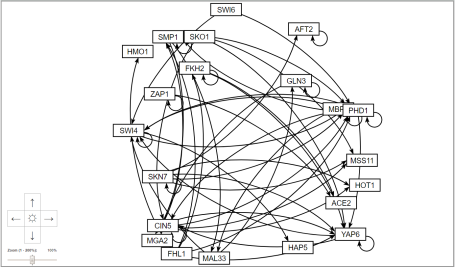 SWI6
AFT2
SMP1
SKO1
HMO1
FKH2
GLN3
ZAP1
PHD1
SWI4
MSS11
SKN7
HOT1
ACE2
CIN5
YAP6
MGA2
HAP5
FHL1
MAL33
100%